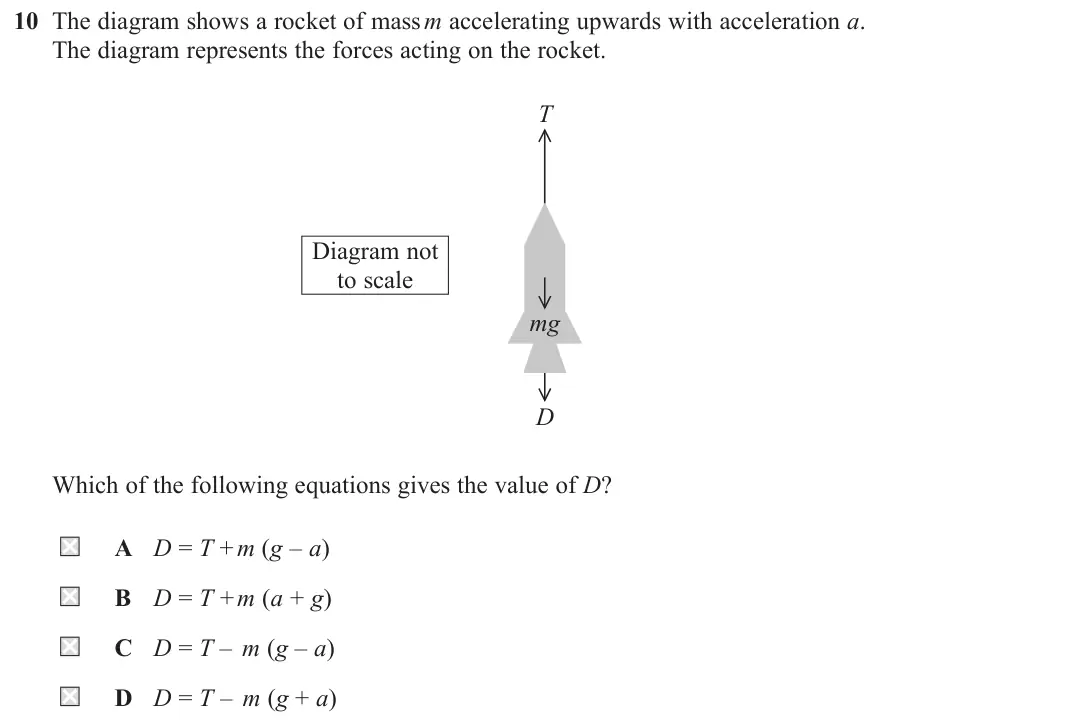 10 The diagram shows a rocket of mass m accelerating upwards with acceleration a.
The diagram represents the forces acting on the rocket.
T
Diagram not
to scale
mg
D
Which of the following equations gives the value of D?
A D = T + m (g – a)
B D = T + m (a + g)
C D = T – m (g – a)
D D = T – m (g + a)